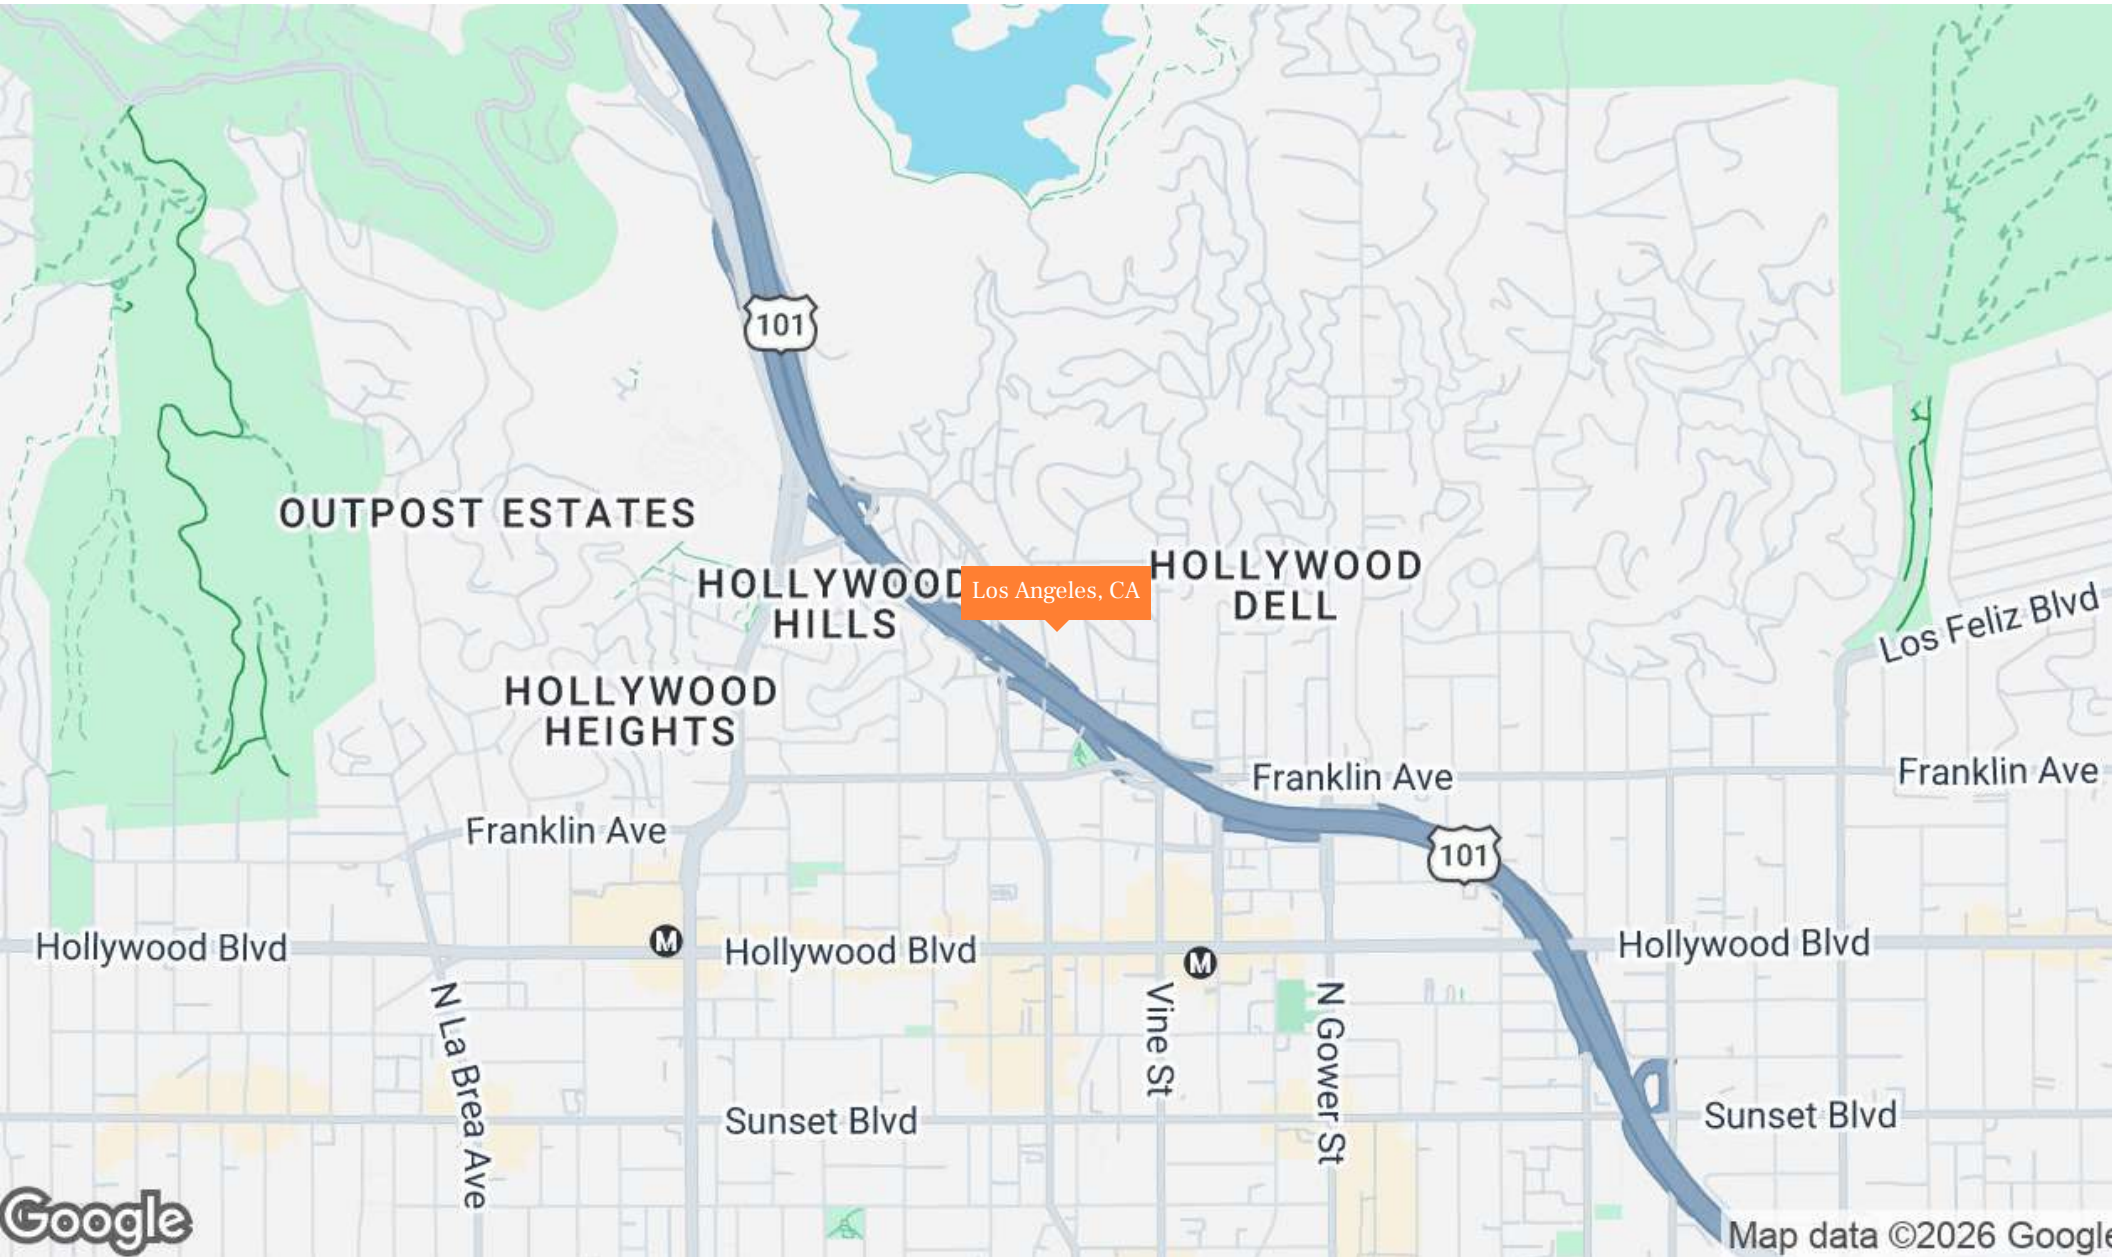 101
OUTPOST ESTATES
HOLLYWOOD
HILLS
Los Angeles, CA
HOLLYWOOD
DELL
Los Feliz Blvd
HOLLYWOOD
HEIGHTS
Franklin Ave
Franklin Ave
Franklin Ave
101
Hollywood Blvd
M
Hollywood Blvd
M
Hollywood Blvd
N La Brea Ave
Vine St
N Gower St
Sunset Blvd
Sunset Blvd
Google
Map data ©2026 Google